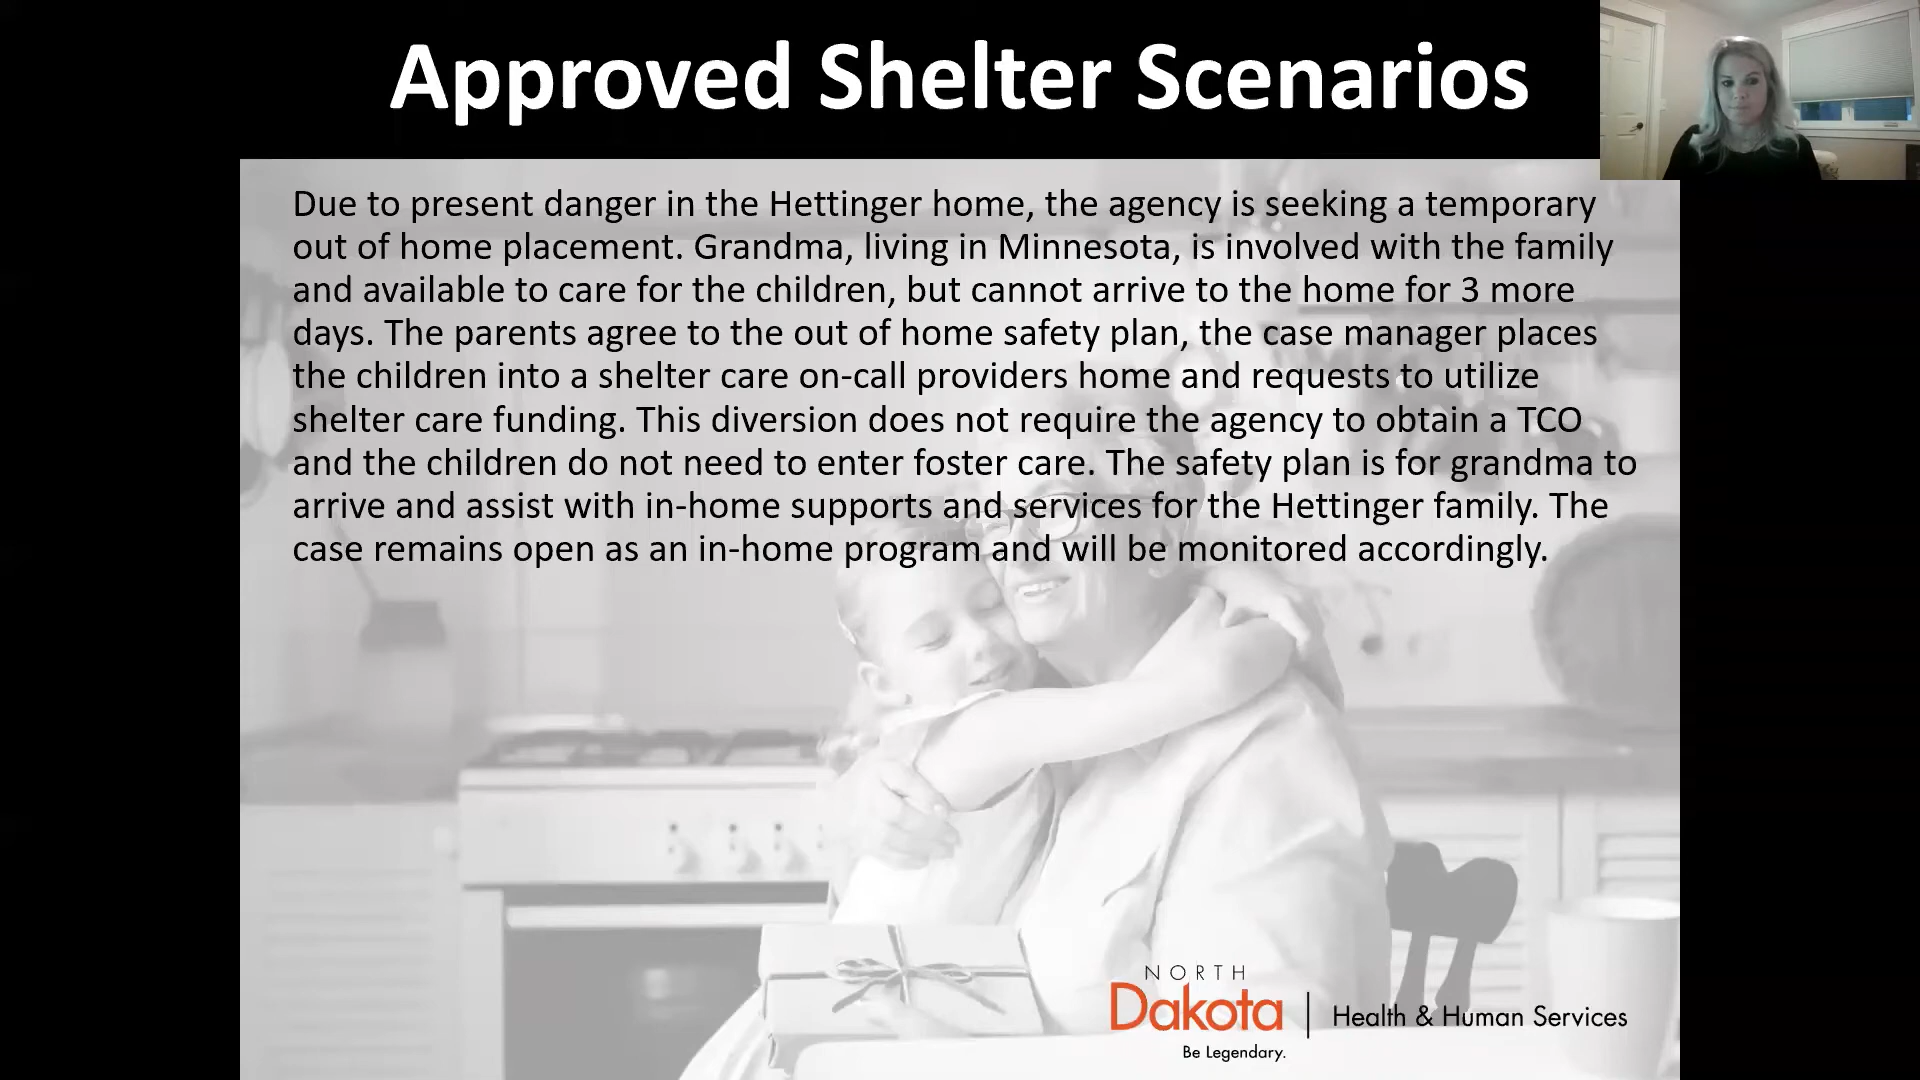 Approved Shelter Scenarios
Due to present danger in the Hettinger home, the agency is seeking a temporary
out of home placement. Grandma, living in Minnesota, is involved with the family
and available to care for the children, but cannot arrive to the home for 3 more
days. The parents agree to the out of home safety plan, the case manager places
the children into a shelter care on-call providers home and requests to utilize
shelter care funding. This diversion does not require the agency to obtain a TCO
and the children do not need to enter foster care. The safety plan is for grandma to
arrive and assist with in-home supports and services for the Hettinger family. The
case remains open as an in-home program and will be monitored accordingly.
NORTH
Dakota | Health & Human Services
Be Legendary.